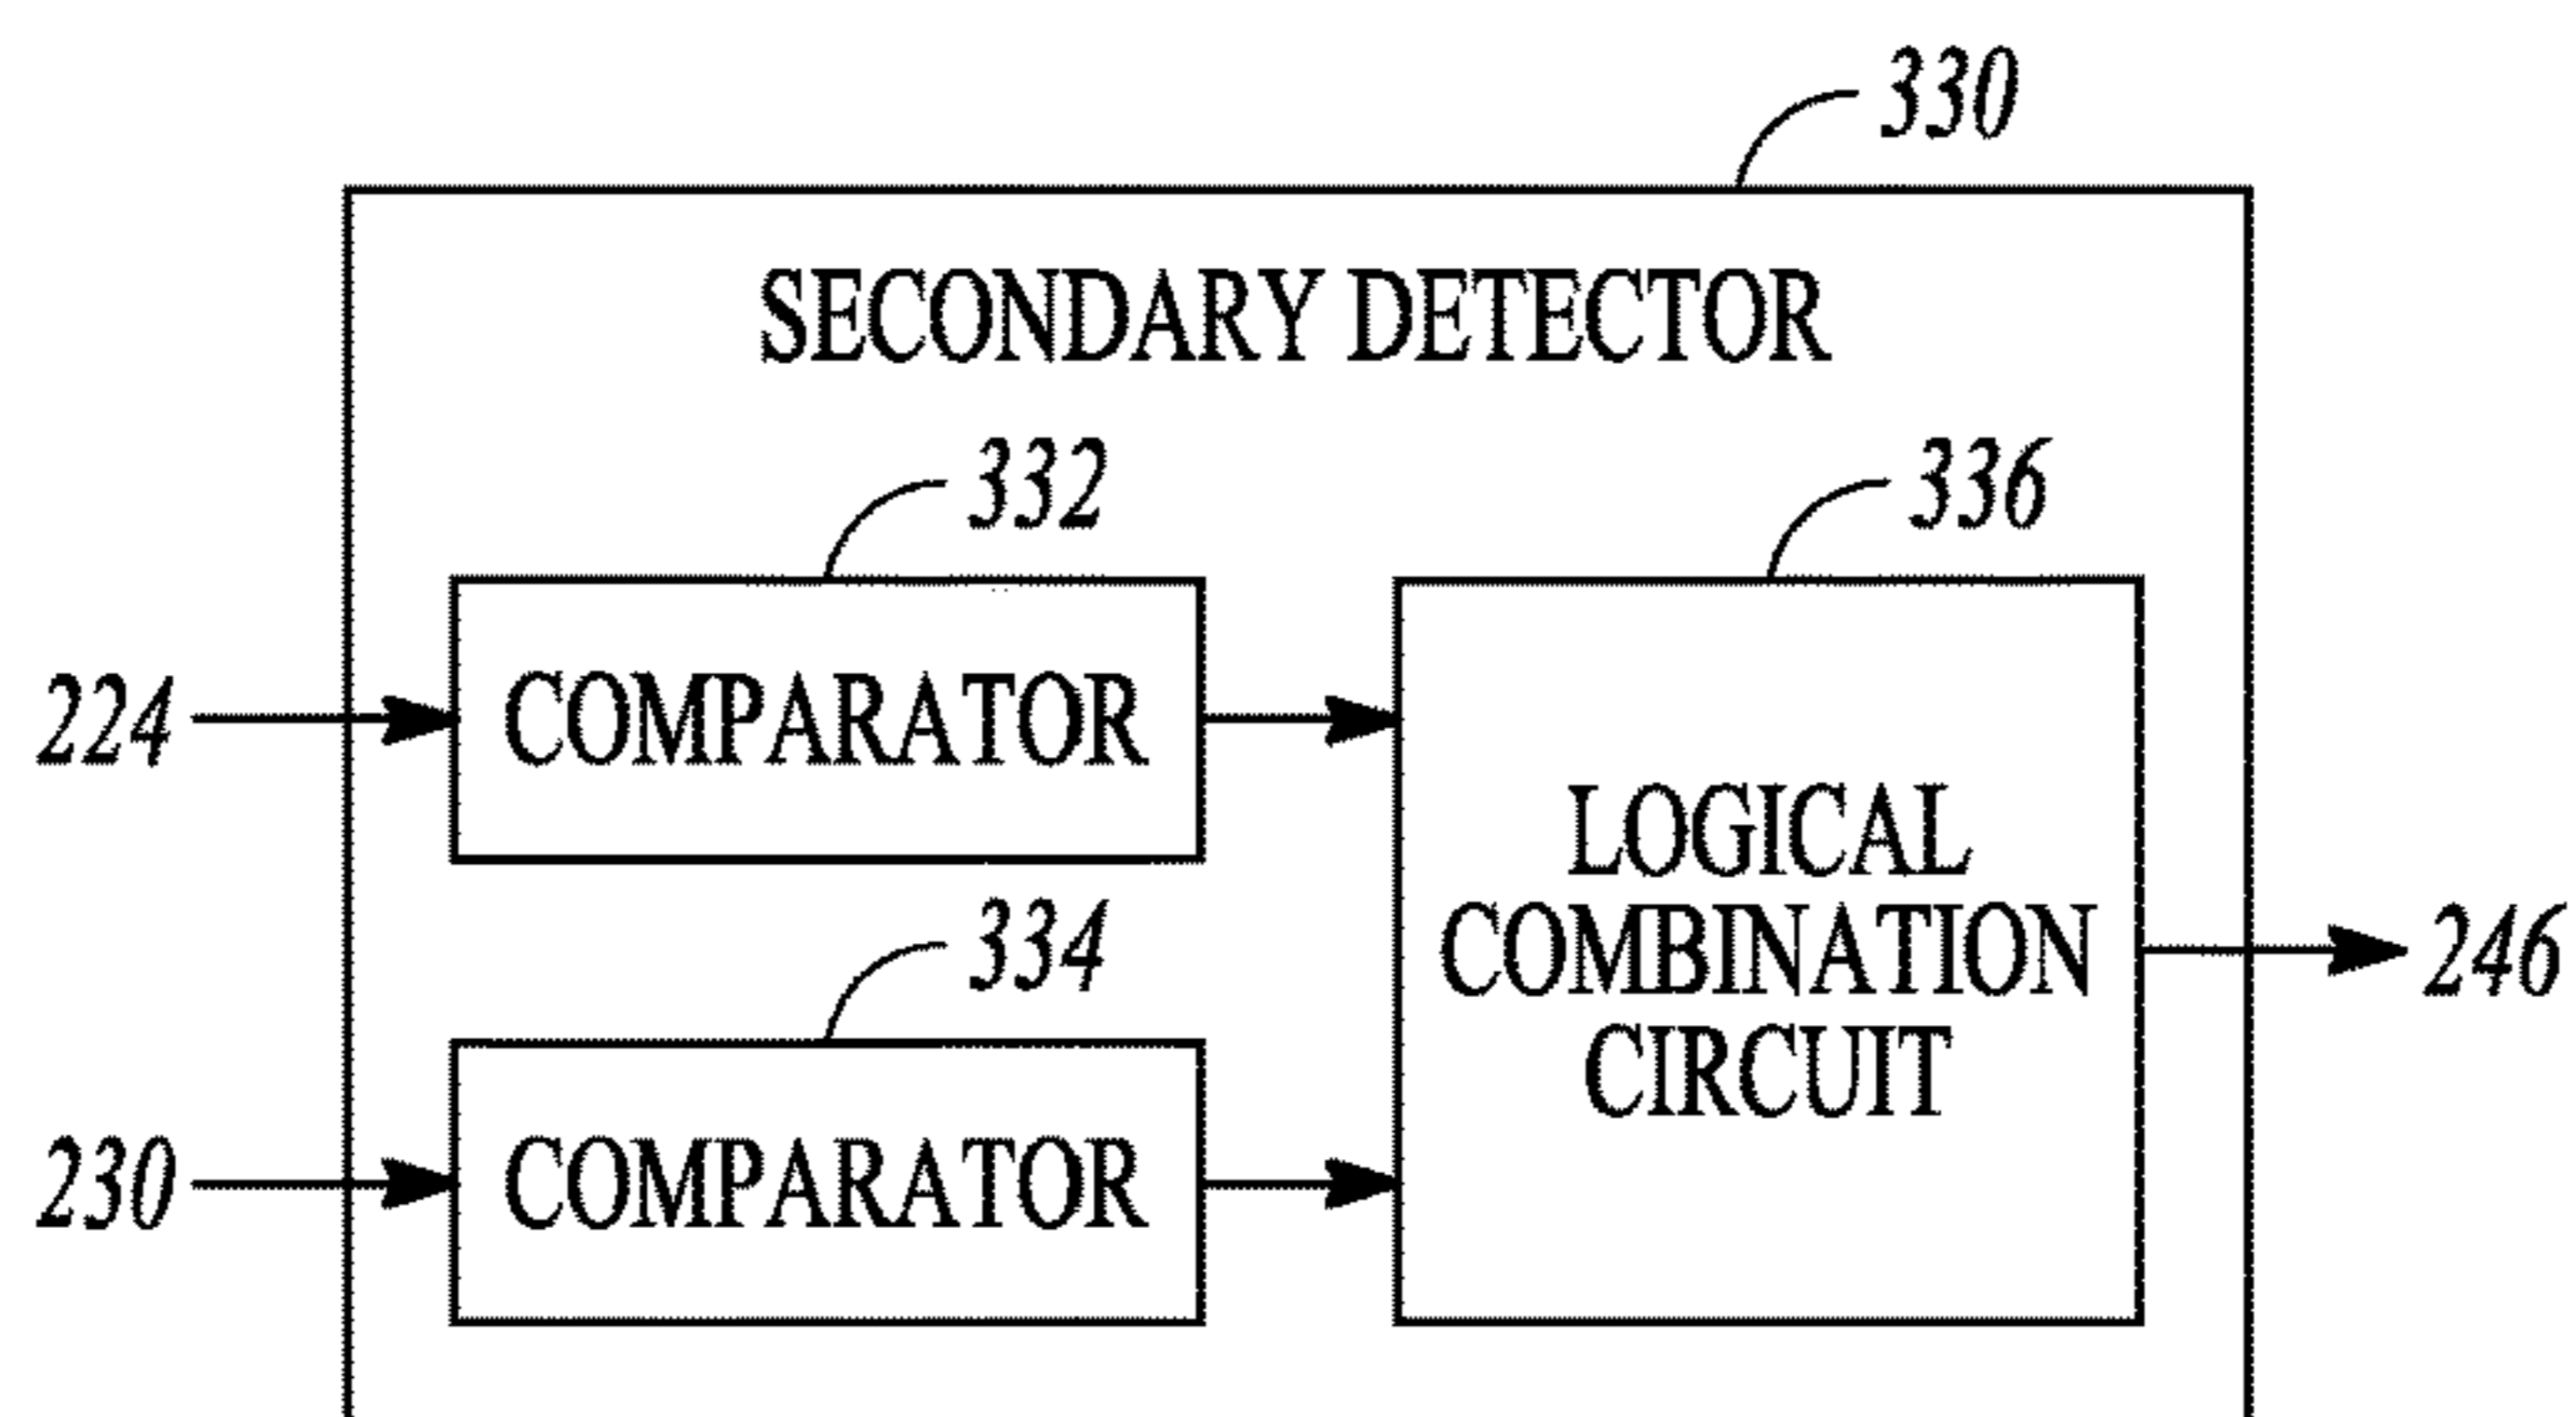 330
SECONDARY DETECTOR
332
336
224
COMPARATOR
LOGICAL
COMBINATION
CIRCUIT
334
246
230
COMPARATOR